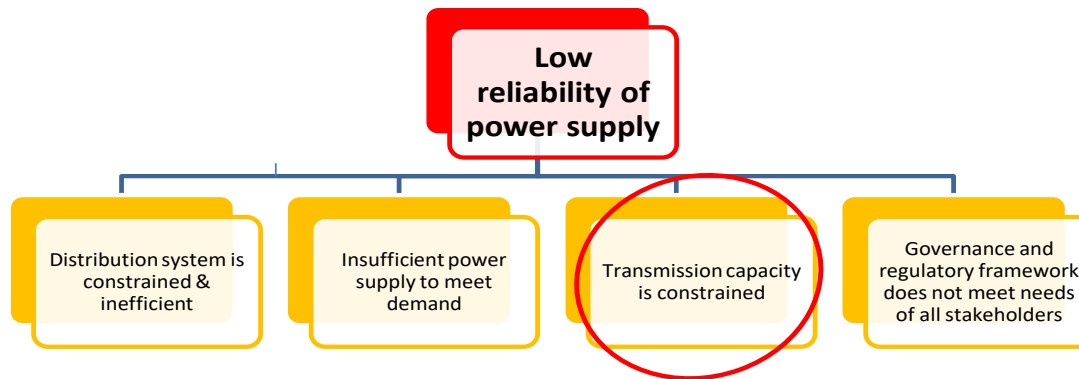 Low
reliability of
power supply
Distribution system is
constrained &
inefficient
Insufficient power
supply to meet
demand
Transmission capacity
is constrained
Governance and
regulatory framework
does not meet needs
of all stakeholders